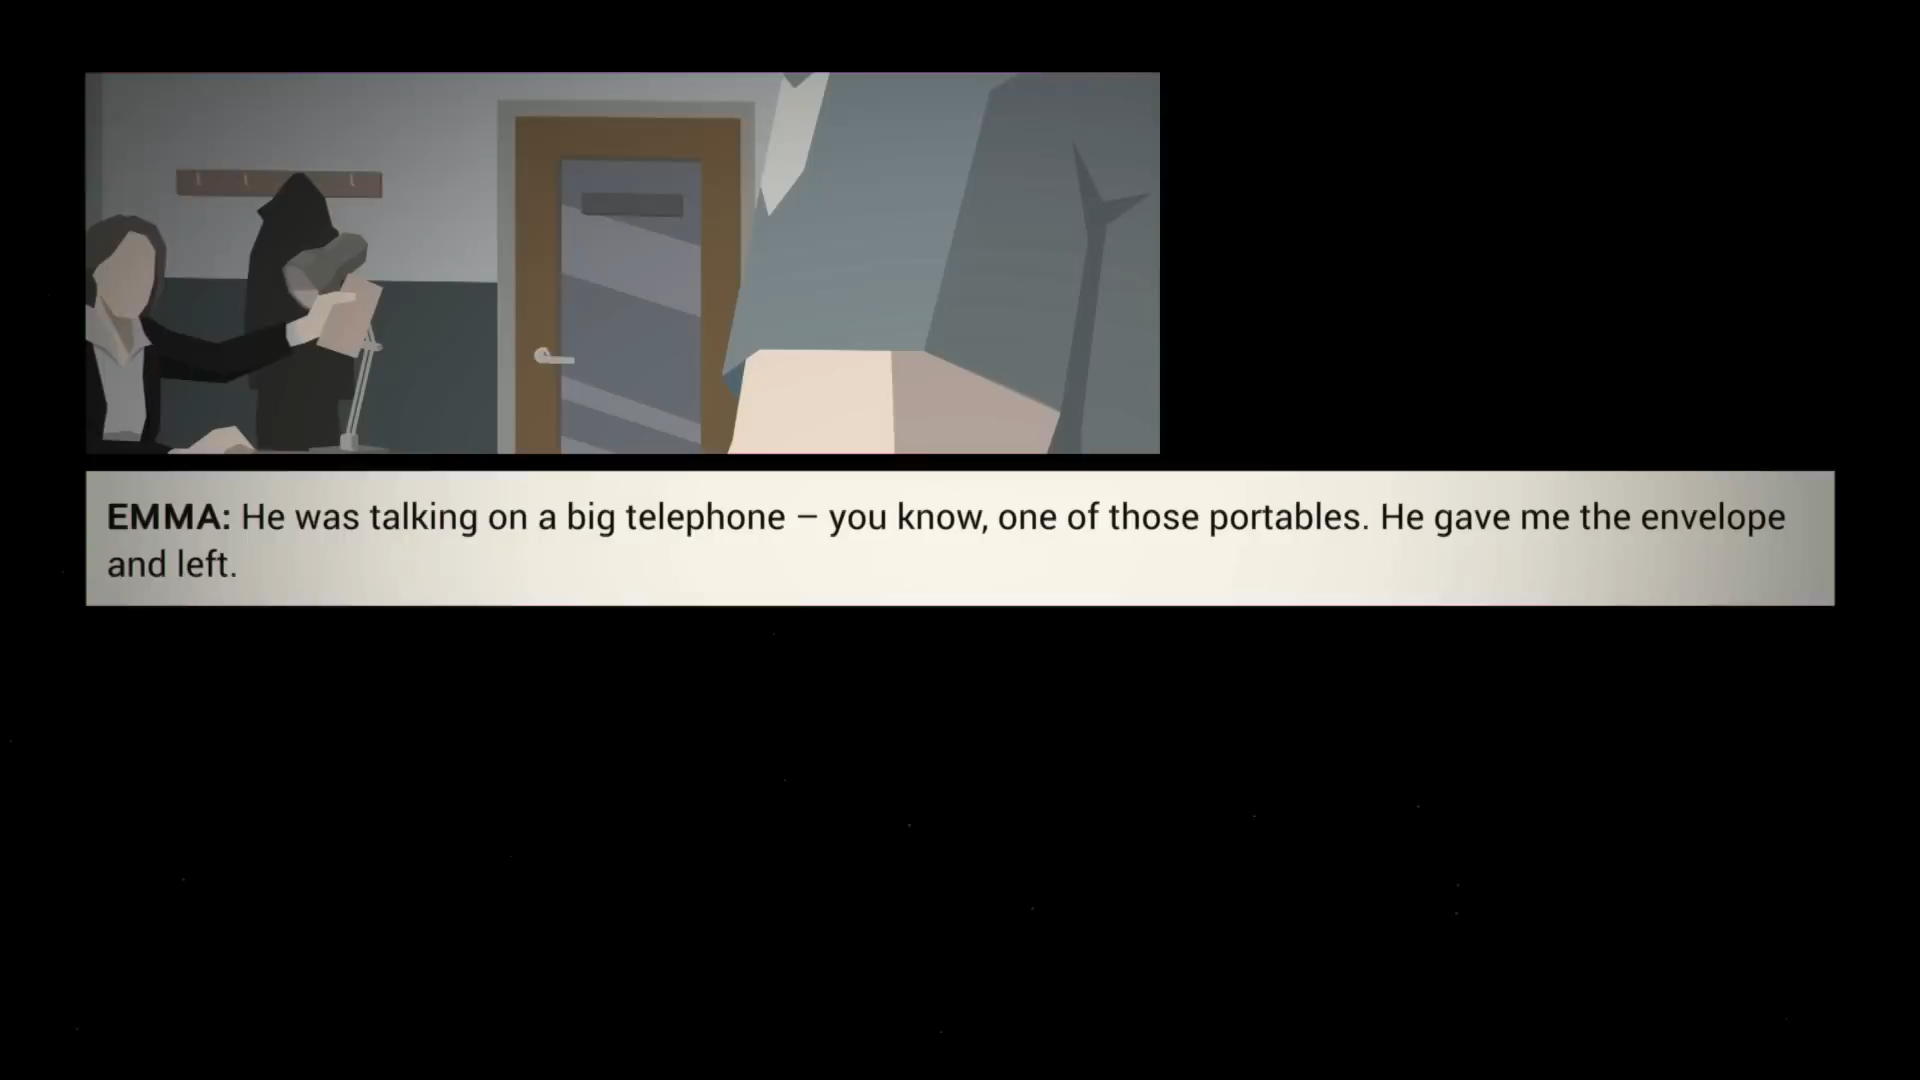 EMMA: He was talking on a big telephone – you know, one of those portables. He gave me the envelope
and left.